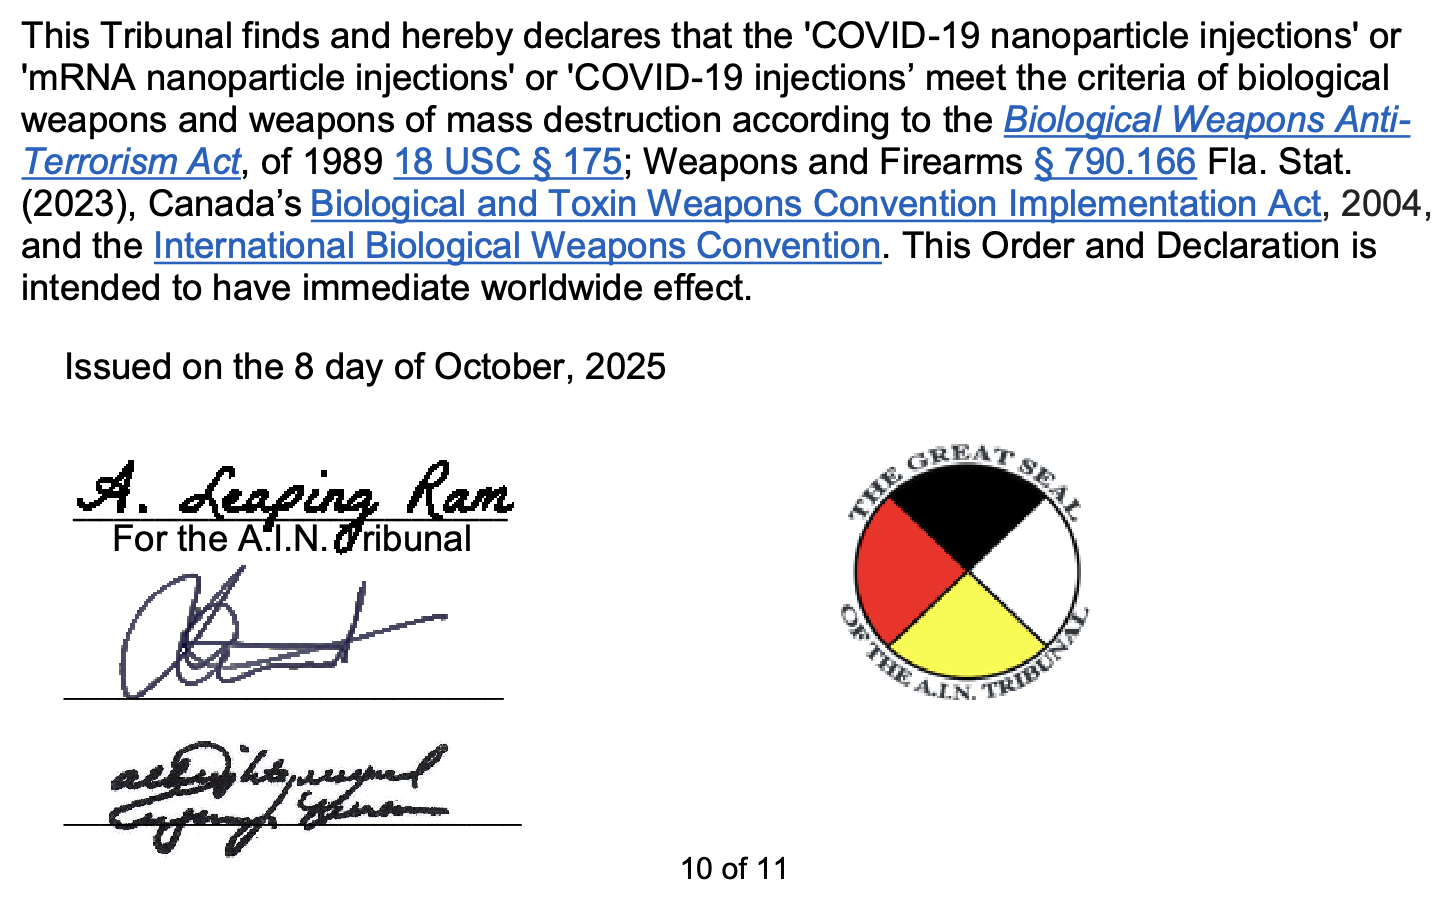 This Tribunal finds and hereby declares that the 'COVID-19 nanoparticle injections' or
'mRNA nanoparticle injections' or 'COVID-19 injections’ meet the criteria of biological
weapons and weapons of mass destruction according to the Biological Weapons Anti-
Terrorism Act, of 1989 18 USC § 175; Weapons and Firearms § 790.166 Fla. Stat.
(2023), Canada’s Biological and Toxin Weapons Convention Implementation Act, 2004,
and the International Biological Weapons Convention. This Order and Declaration is
intended to have immediate worldwide effect.
Issued on the 8 day of October, 2025
A. Leaping Ram
For the A.I.N. Tribunal
THE GREAT SEAL
OF THE A.I.N. TRIBUNAL
10 of 11